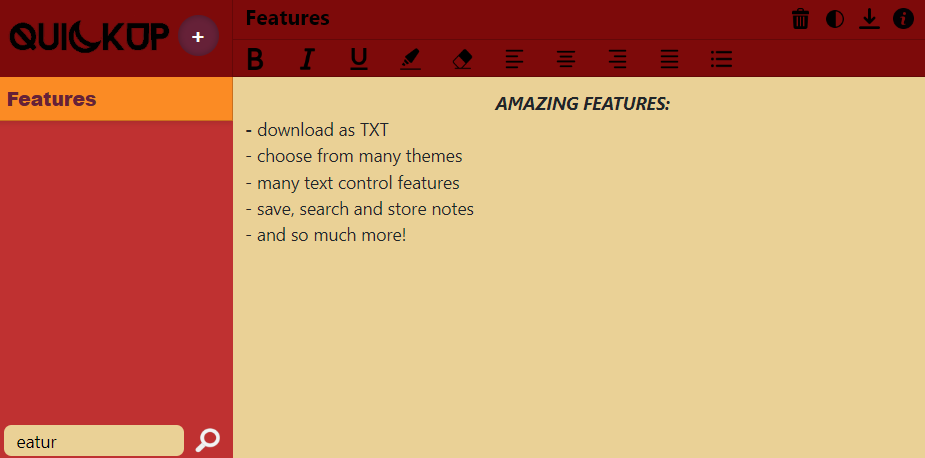 QUICKUP
+
Features
B I U
Features
AMAZING FEATURES:
- download as TXT
- choose from many themes
- many text control features
- save, search and store notes
- and so much more!
eatur